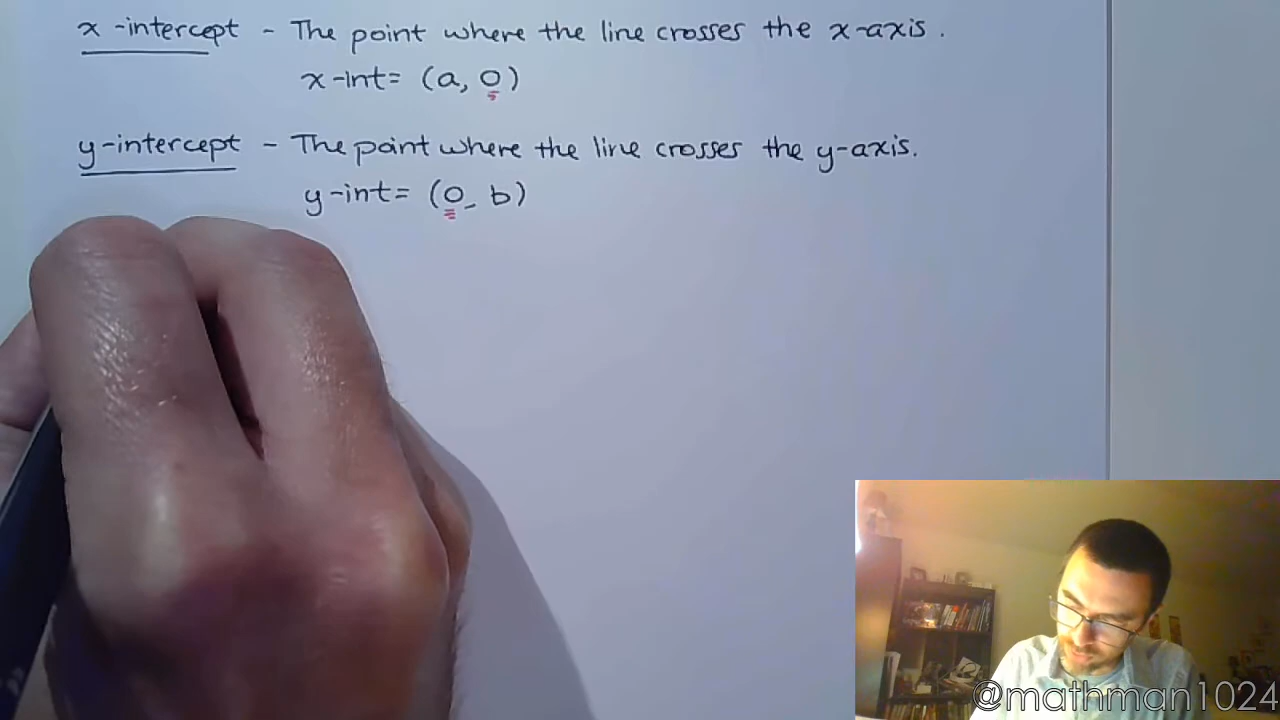 x-intercept - The point where the line crosses the x-axis.
x-int= (a, 0)
y-intercept - The point where the line crosses the y-axis.
y-int= (0, b)
@mathman1024